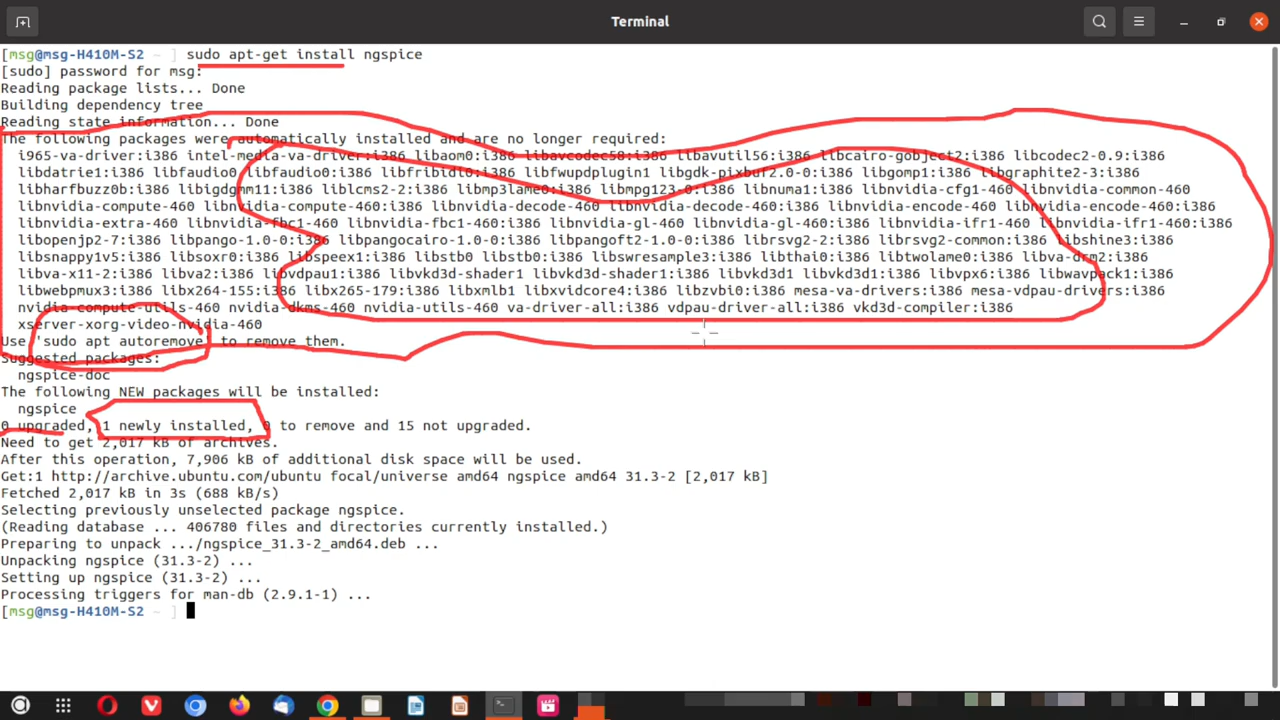 Terminal
[msg@msg-H410M-S2 ~ ] sudo apt-get install ngspice
[sudo] password for msg:
Reading package lists... Done
Building dependency tree
Reading state information... Done
The following packages were automatically installed and are no longer required:
i965-va-driver:i386 intel-media-va-driver:i386 libaom0:i386 libavcodec58:i386 libavutil56:i386 libcairo-gobject2:i386 libcodec2-0.9:i386
libdatrie1:i386 libfaudio0 libfaudio0:i386 libfribidi0:i386 libfwupdplugin1 libgdk-pixbuf2.0-0:i386 libgomp1:i386 libgraphite2-3:i386
libharfbuzz0b:i386 libigdgmm11:i386 liblcms2-2:i386 libmp3lame0:i386 libmpg123-0:i386 libnuma1:i386 libnvidia-cfg1-460 libnvidia-common-460
libnvidia-compute-460 libnvidia-compute-460:i386 libnvidia-decode-460 libnvidia-decode-460:i386 libnvidia-encode-460 libnvidia-encode-460:i386
libnvidia-extra-460 libnvidia-fbc1-460 libnvidia-fbc1-460:i386 libnvidia-gl-460 libnvidia-gl-460:i386 libnvidia-ifr1-460 libnvidia-ifr1-460:i386
libopenjp2-7:i386 libpango-1.0-0:i386 libpangocairo-1.0-0:i386 libpangoft2-1.0-0:i386 librsvg2-2:i386 librsvg2-common:i386 libshine3:i386
libsnappy1v5:i386 libsoxr0:i386 libspeex1:i386 libstb0 libstb0:i386 libswresample3:i386 libthai0:i386 libtwolame0:i386 libva-drm2:i386
libva-x11-2:i386 libva2:i386 libvdpau1:i386 libvkd3d-shader1 libvkd3d-shader1:i386 libvkd3d1 libvkd3d1:i386 libvpx6:i386 libwavpack1:i386
libwebpmux3:i386 libx264-155:i386 libx265-179:i386 libxmlb1 libxvidcore4:i386 libzvbi0:i386 mesa-va-drivers:i386 mesa-vdpau-drivers:i386
nvidia-compute-utils-460 nvidia-dkms-460 nvidia-utils-460 va-driver-all:i386 vdpau-driver-all:i386 vkd3d-compiler:i386
xserver-xorg-video-nvidia-460
Use 'sudo apt autoremove' to remove them.
Suggested packages:
ngspice-doc
The following NEW packages will be installed:
ngspice
0 upgraded, 1 newly installed, 0 to remove and 15 not upgraded.
Need to get 2,017 kB of archives.
After this operation, 7,906 kB of additional disk space will be used.
Get:1 http://archive.ubuntu.com/ubuntu focal/universe amd64 ngspice amd64 31.3-2 [2,017 kB]
Fetched 2,017 kB in 3s (688 kB/s)
Selecting previously unselected package ngspice.
(Reading database ... 406780 files and directories currently installed.)
Preparing to unpack .../ngspice_31.3-2_amd64.deb ...
Unpacking ngspice (31.3-2) ...
Setting up ngspice (31.3-2) ...
Processing triggers for man-db (2.9.1-1) ...
[msg@msg-H410M-S2 ~ ]